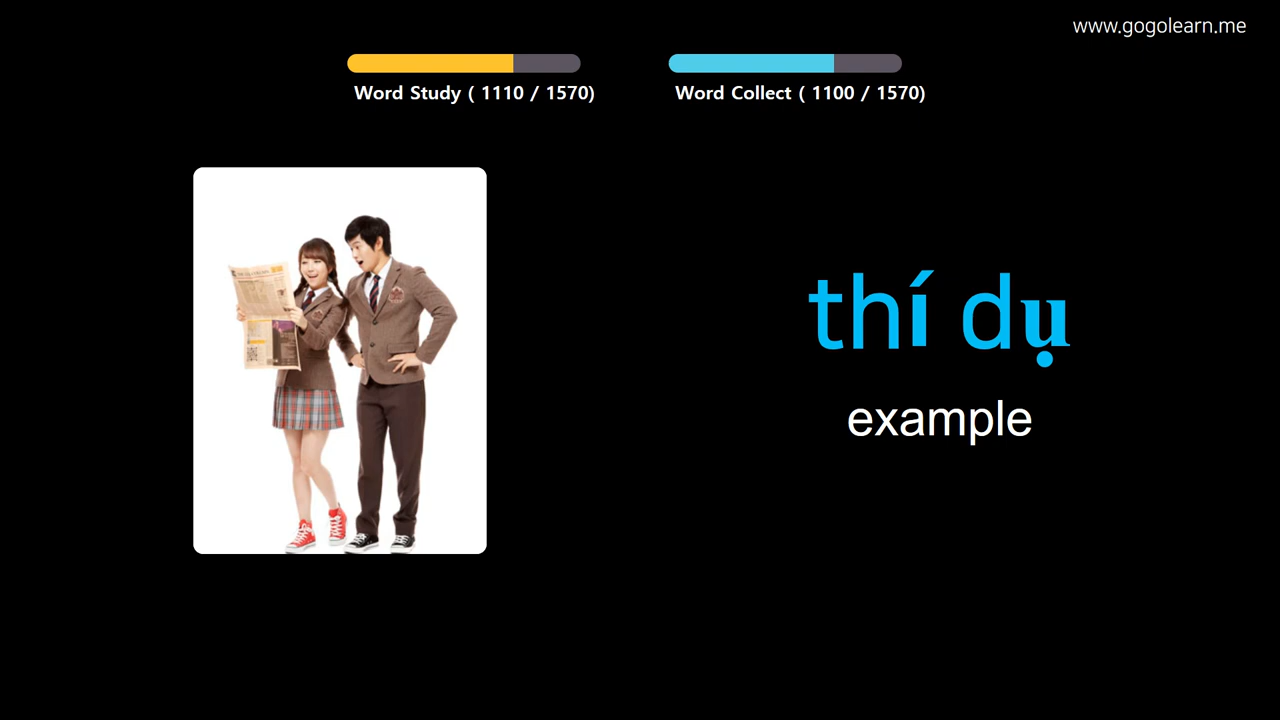 www.gogolearn.me
Word Study ( 1110 / 1570)
Word Collect ( 1100 / 1570)
thí dụ
example